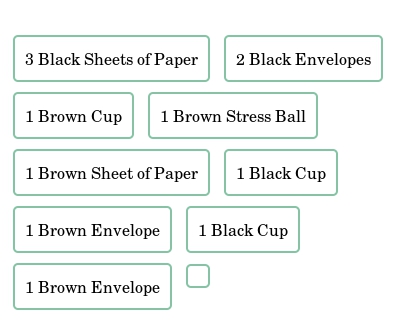 3 Black Sheets of Paper 2 Black Envelopes
1 Brown Cup 1 Brown Stress Ball
1 Brown Sheet of Paper 1 Black Cup
1 Brown Envelope 1 Black Cup
1 Brown Envelope